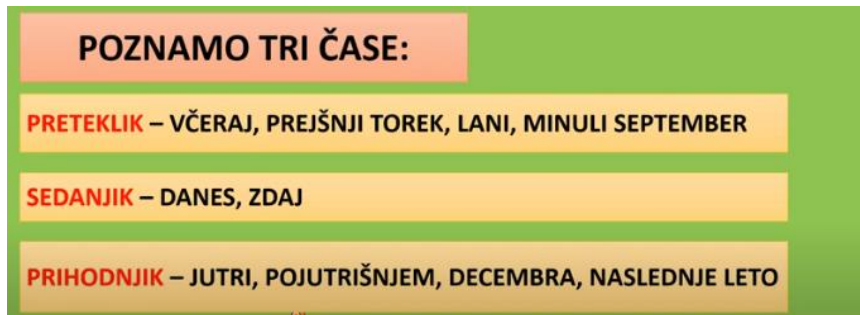 POZNAMO TRI ČASE:
PRETEKLIK – VČERAJ, PREJŠNJI TOREK, LANI, MINULI SEPTEMBER
SEDANJIK – DANES, ZDAJ
PRIHODNJIK – JUTRI, POJUTRIŠNJEM, DECEMBRA, NASLEDNJE LETO